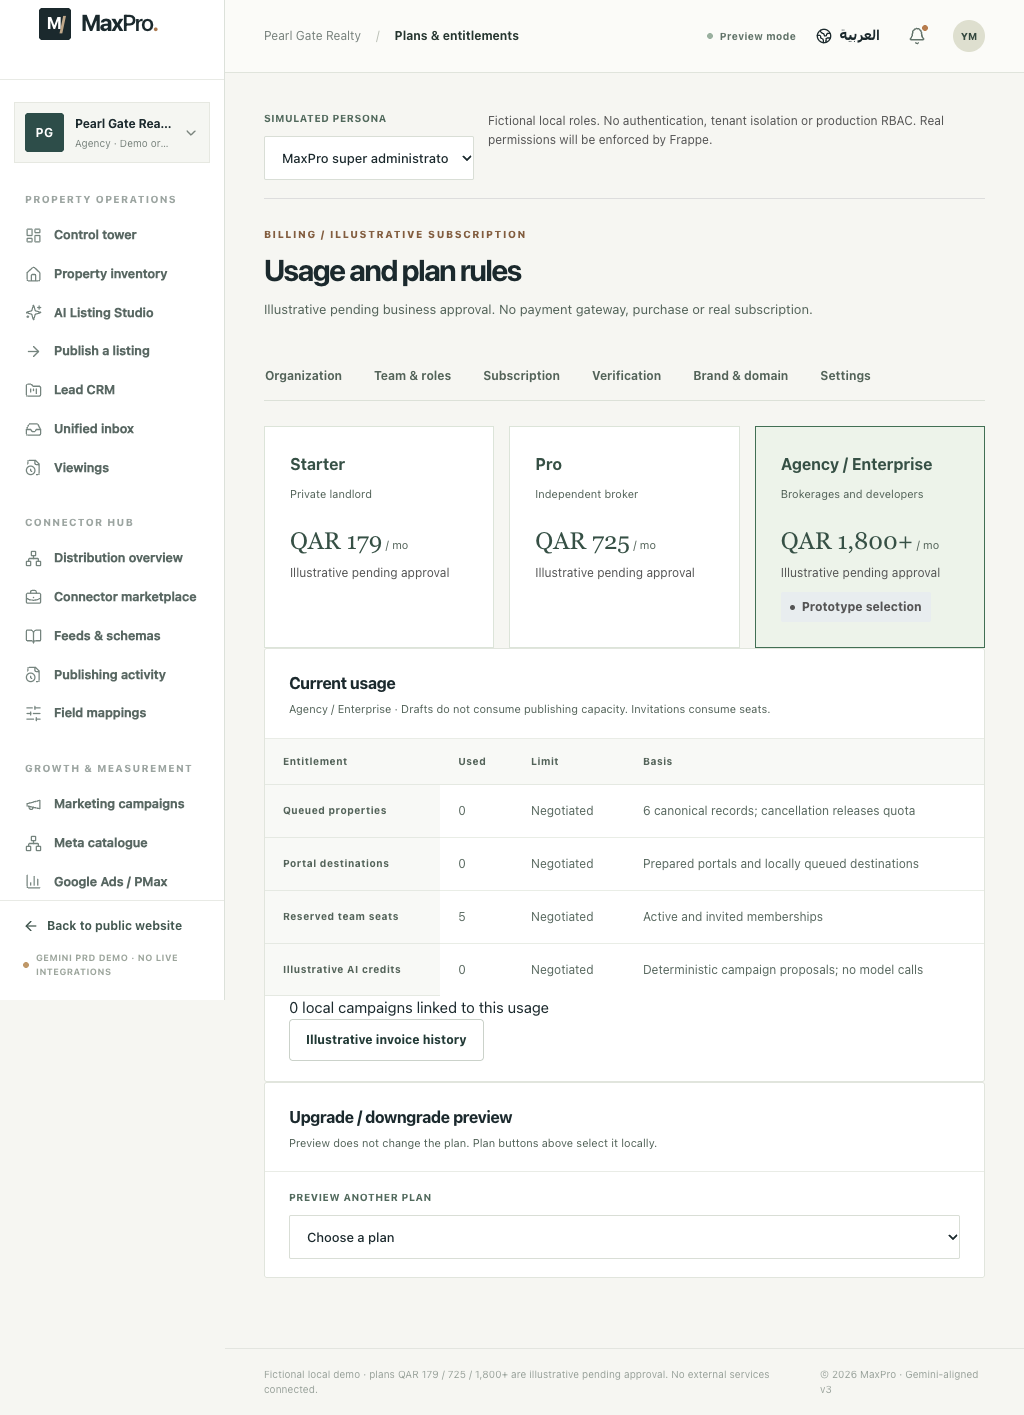 M/ MaxPro.
PG
Pearl Gate Rea...
Agency · Demo or...
PROPERTY OPERATIONS
Control tower
Property inventory
AI Listing Studio
Publish a listing
Lead CRM
Unified inbox
Viewings
CONNECTOR HUB
Distribution overview
Connector marketplace
Feeds & schemas
Publishing activity
Field mappings
GROWTH & MEASUREMENT
Marketing campaigns
Meta catalogue
Google Ads / PMax
Back to public website
GEMINI PRD DEMO · NO LIVE
INTEGRATIONS
Pearl Gate Realty / Plans & entitlements
Preview mode
العربية
YM
SIMULATED PERSONA
MaxPro super administrato
Fictional local roles. No authentication, tenant isolation or production RBAC. Real
permissions will be enforced by Frappe.
BILLING / ILLUSTRATIVE SUBSCRIPTION
Usage and plan rules
Illustrative pending business approval. No payment gateway, purchase or real subscription.
Organization Team & roles Subscription Verification Brand & domain Settings
Starter
Private landlord
QAR 179 / mo
Illustrative pending approval
Pro
Independent broker
QAR 725 / mo
Illustrative pending approval
Agency / Enterprise
Brokerages and developers
QAR 1,800+ / mo
Illustrative pending approval
Prototype selection
Current usage
Agency / Enterprise · Drafts do not consume publishing capacity. Invitations consume seats.
Entitlement Used Limit Basis
Queued properties 0 Negotiated 6 canonical records; cancellation releases quota
Portal destinations 0 Negotiated Prepared portals and locally queued destinations
Reserved team seats 5 Negotiated Active and invited memberships
Illustrative AI credits 0 Negotiated Deterministic campaign proposals; no model calls
0 local campaigns linked to this usage
Illustrative invoice history
Upgrade / downgrade preview
Preview does not change the plan. Plan buttons above select it locally.
PREVIEW ANOTHER PLAN
Choose a plan
Fictional local demo · plans QAR 179 / 725 / 1,800+ are illustrative pending approval. No external services
connected.
© 2026 MaxPro · Gemini-aligned
v3